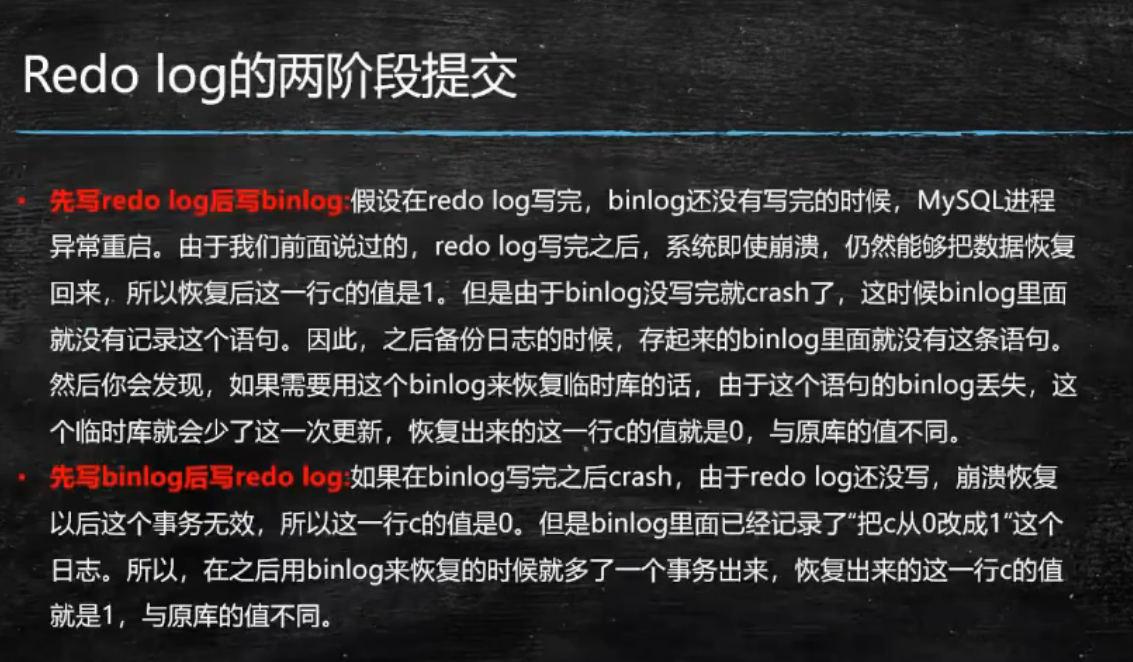 Redo log的两阶段提交
• 先写redo log后写binlog:假设在redo log写完，binlog还没有写完的时候，MySQL进程
异常重启。由于我们前面说过的，redo log写完之后，系统即使崩溃，仍然能够把数据恢复
回来，所以恢复后这一行c的值是1。但是由于binlog没写完就crash了，这时候binlog里面
就没有记录这个语句。因此，之后备份日志的时候，存起来的binlog里面就没有这条语句。
然后你会发现，如果需要用这个binlog来恢复临时库的话，由于这个语句的binlog丢失，这
个临时库就会少了这一次更新，恢复出来的这一行c的值就是0，与原库的值不同。
• 先写binlog后写redo log:如果在binlog写完之后crash，由于redo log还没写，崩溃恢复
以后这个事务无效，所以这一行c的值是0。但是binlog里面已经记录了“把c从0改成1”这个
日志。所以，在之后用binlog来恢复的时候就多了一个事务出来，恢复出来的这一行c的值
就是1，与原库的值不同。